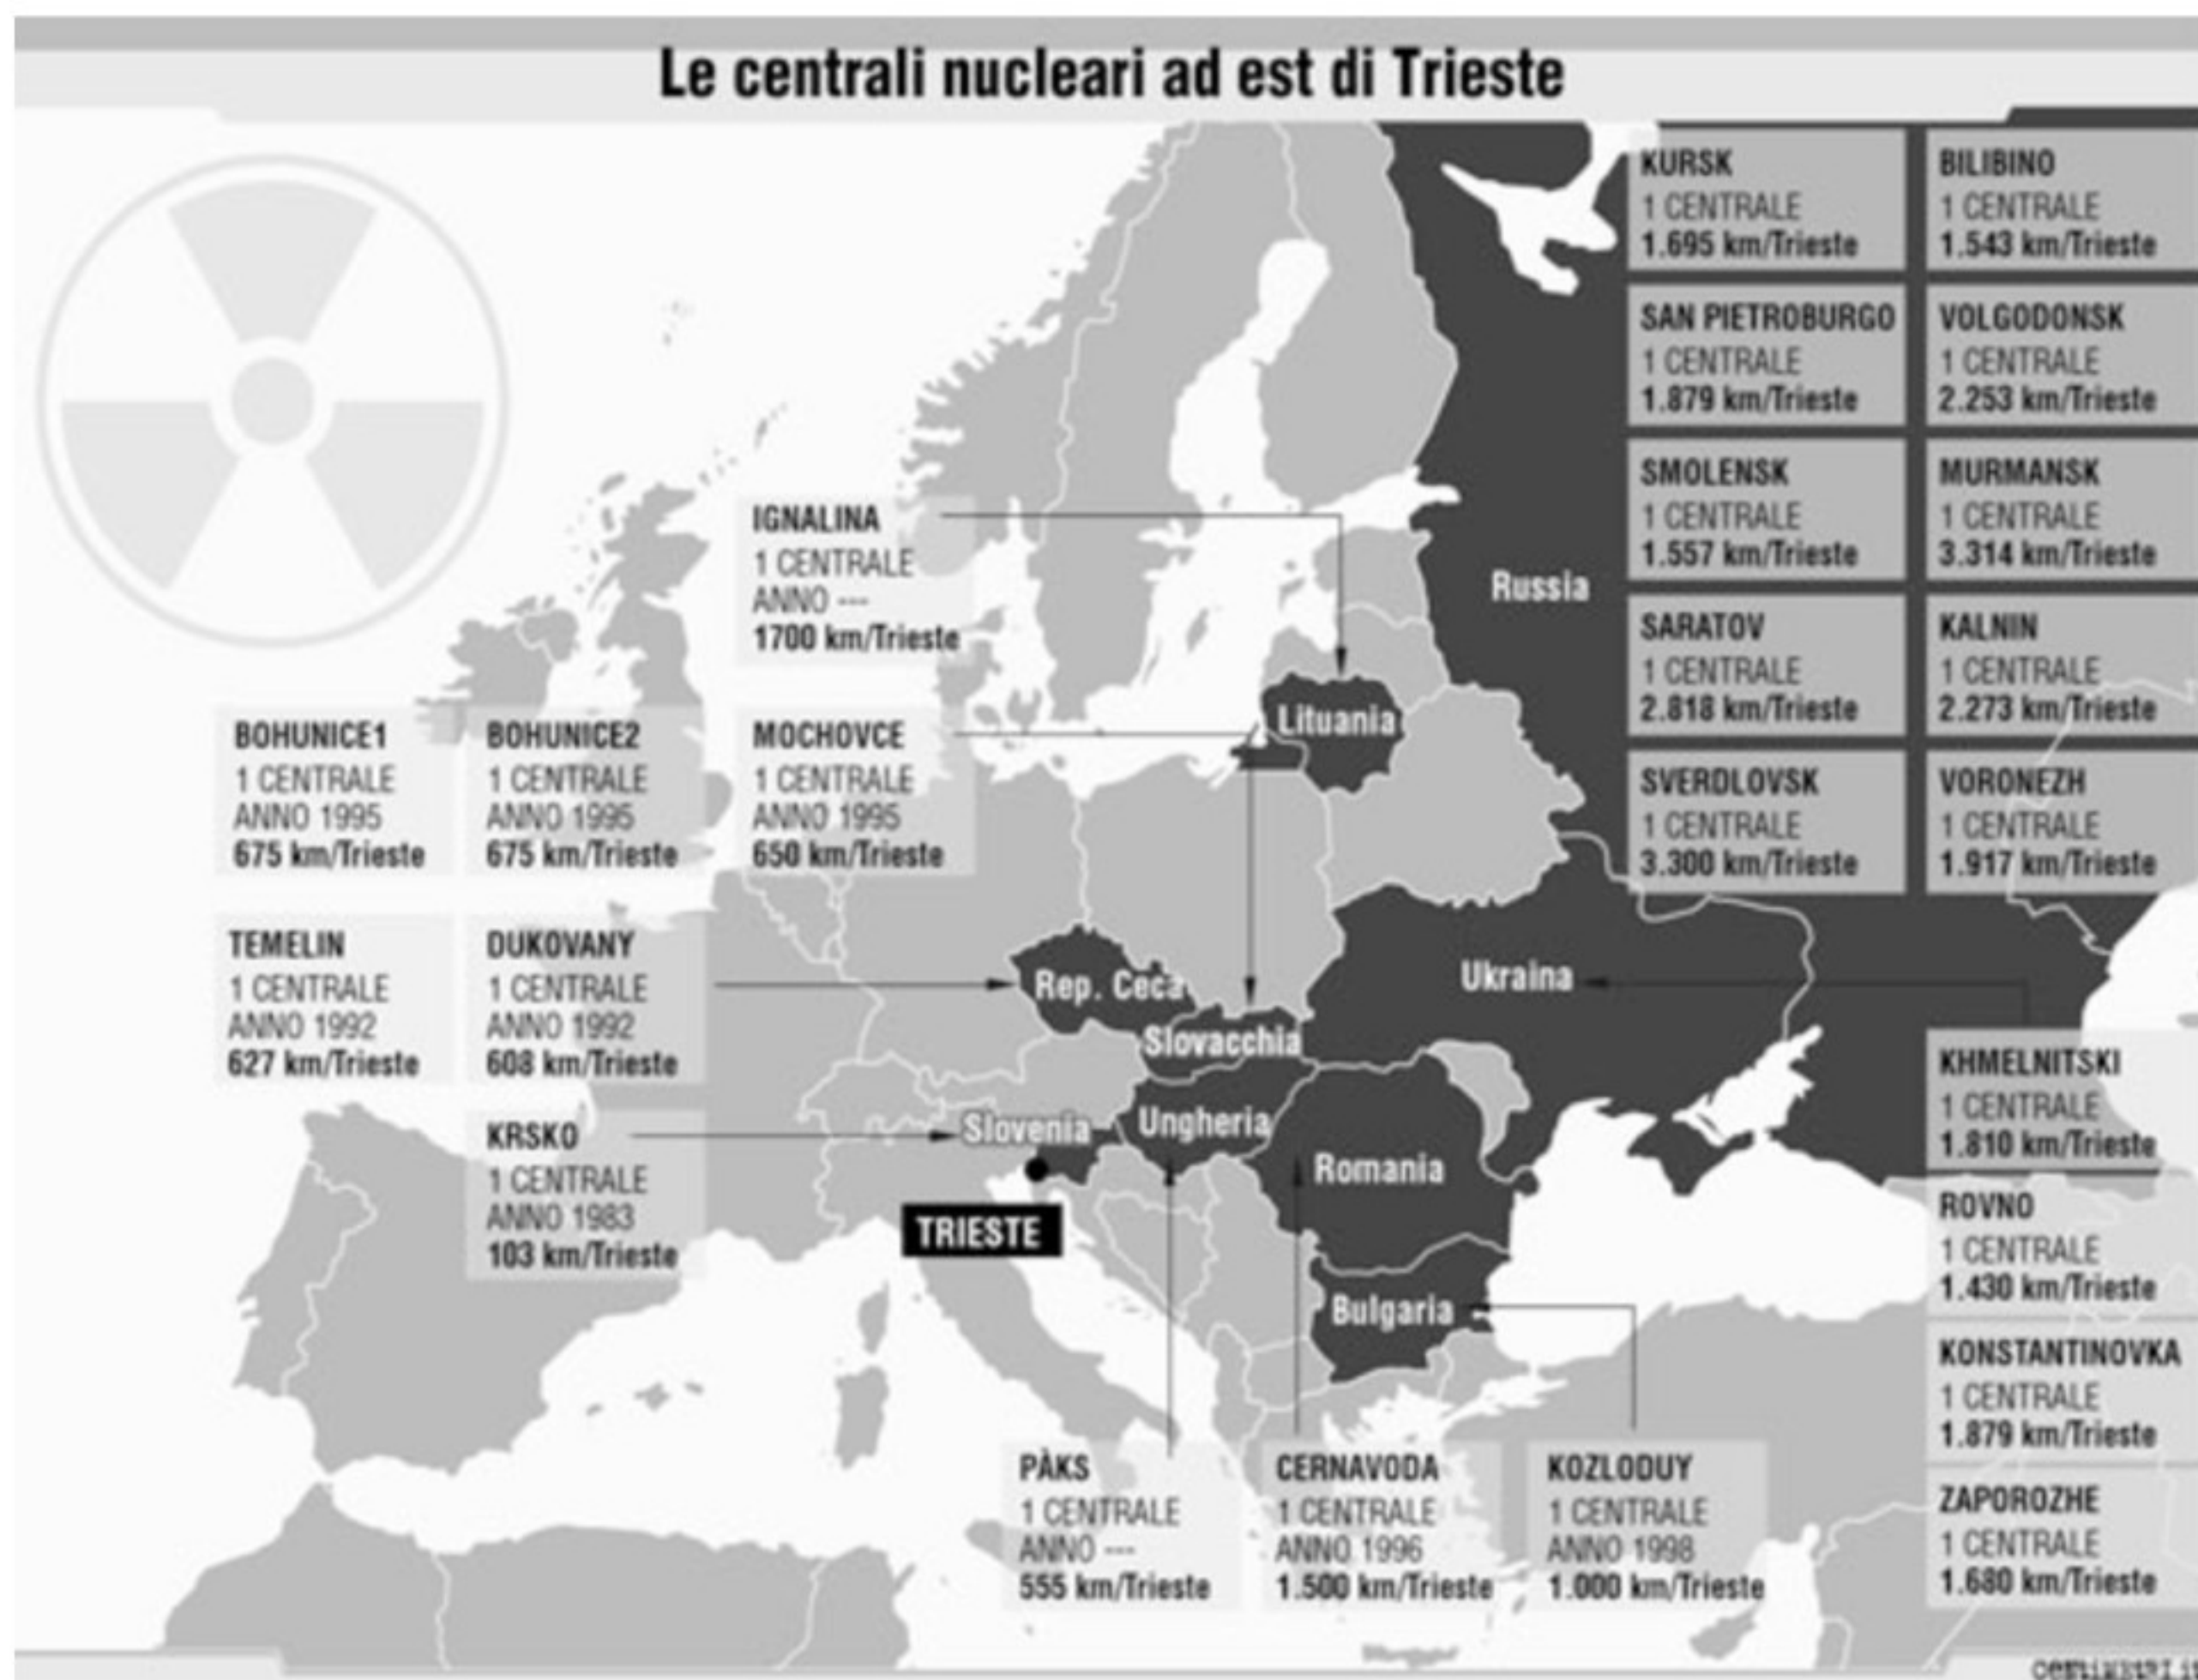 Le centrali nucleari ad est di Trieste
KURSK
1 CENTRALE
1.695 km/Trieste
BILIBINO
1 CENTRALE
1.543 km/Trieste
SAN PIETROBURGO
1 CENTRALE
1.879 km/Trieste
VOLGODONSK
1 CENTRALE
2.253 km/Trieste
SMOLENSK
1 CENTRALE
1.557 km/Trieste
MURMANSK
1 CENTRALE
3.314 km/Trieste
SARATOV
1 CENTRALE
2.818 km/Trieste
KALNIN
1 CENTRALE
2.273 km/Trieste
SVERDLOVSK
1 CENTRALE
3.300 km/Trieste
VORONEZH
1 CENTRALE
1.917 km/Trieste
IGNALINA
1 CENTRALE
ANNO ---
1700 km/Trieste
Russia
Lituania
BOHUNICE1
1 CENTRALE
ANNO 1995
675 km/Trieste
BOHUNICE2
1 CENTRALE
ANNO 1995
675 km/Trieste
MOCHOVCE
1 CENTRALE
ANNO 1995
650 km/Trieste
TEMELIN
1 CENTRALE
ANNO 1992
627 km/Trieste
DUKOVANY
1 CENTRALE
ANNO 1992
608 km/Trieste
Rep. Ceca
Ukraina
Slovacchia
KRSKO
1 CENTRALE
ANNO 1983
103 km/Trieste
Slovenia
Ungheria
Romania
TRIESTE
Bulgaria
KHMELNITSKI
1 CENTRALE
1.810 km/Trieste
ROVNO
1 CENTRALE
1.430 km/Trieste
KONSTANTINOVKA
1 CENTRALE
1.879 km/Trieste
ZAPOROZHE
1 CENTRALE
1.680 km/Trieste
PÀKS
1 CENTRALE
ANNO ---
555 km/Trieste
CERNAVODA
1 CENTRALE
ANNO 1996
1.500 km/Trieste
KOZLODUY
1 CENTRALE
ANNO 1998
1.000 km/Trieste